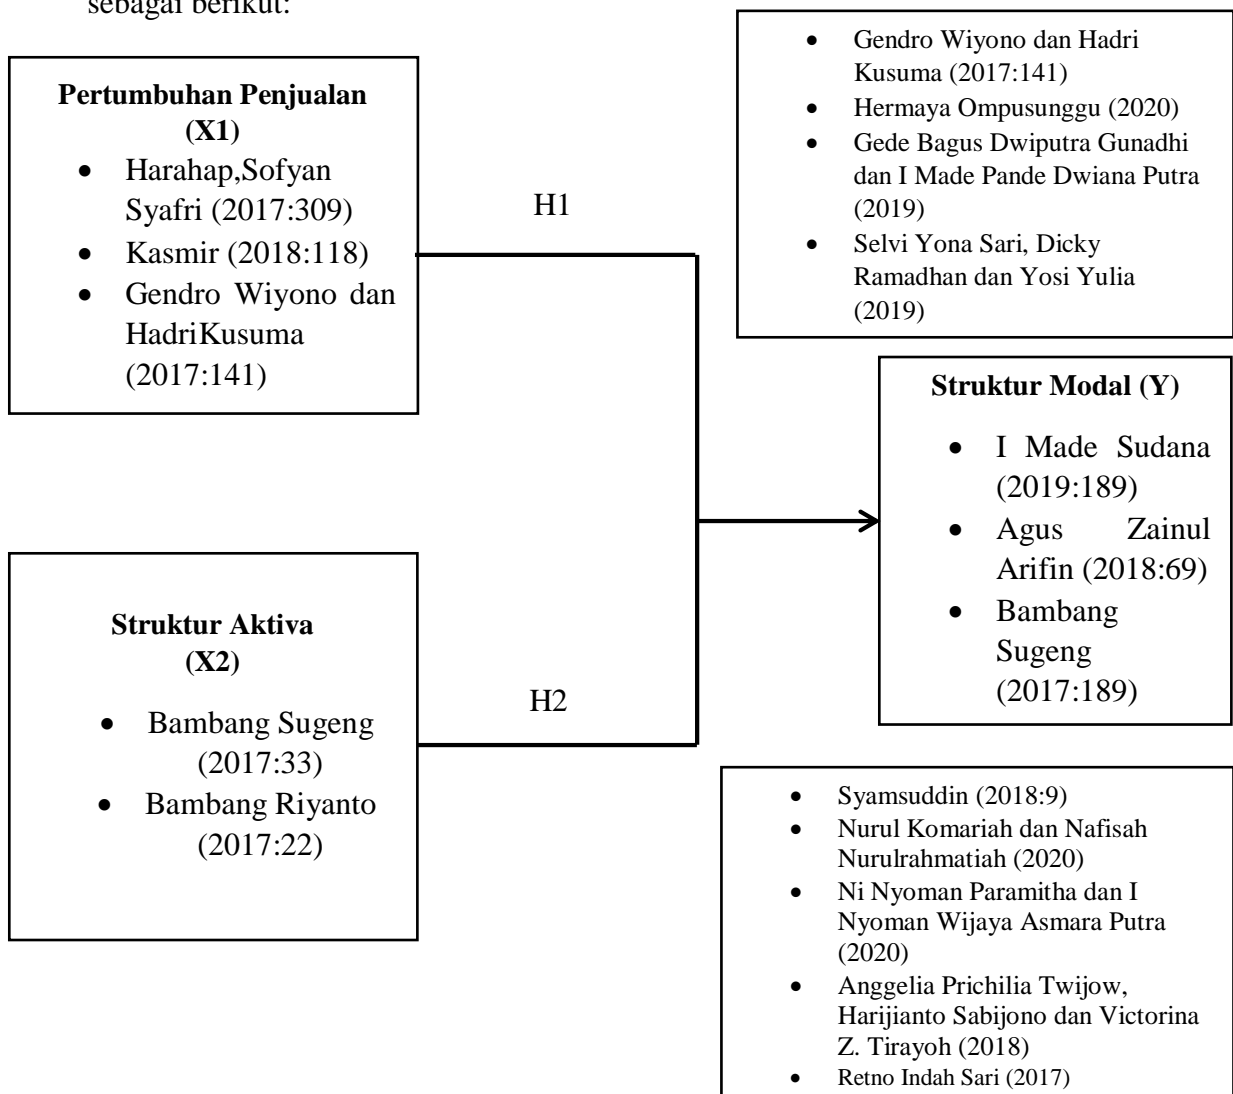 sebagai berikut:
Pertumbuhan Penjualan
(X1)
• Harahap,Sofyan
Syafri (2017:309)
• Kasmir (2018:118)
• Gendro Wiyono dan
HadriKusuma
(2017:141)
H1
• Gendro Wiyono dan Hadri
Kusuma (2017:141)
• Hermaya Ompusunggu (2020)
• Gede Bagus Dwiputra Gunadhi
dan I Made Pande Dwiana Putra
(2019)
• Selvi Yona Sari, Dicky
Ramadhan dan Yosi Yulia
(2019)
Struktur Modal (Y)
• I Made Sudana
(2019:189)
• Agus Zainul
Arifin (2018:69)
• Bambang
Sugeng
(2017:189)
Struktur Aktiva
(X2)
• Bambang Sugeng
(2017:33)
• Bambang Riyanto
(2017:22)
H2
• Syamsuddin (2018:9)
• Nurul Komariah dan Nafisah
Nurulrahmatiah (2020)
• Ni Nyoman Paramitha dan I
Nyoman Wijaya Asmara Putra
(2020)
• Anggelia Prichilia Twijow,
Harijianto Sabijono dan Victorina
Z. Tirayoh (2018)
• Retno Indah Sari (2017)